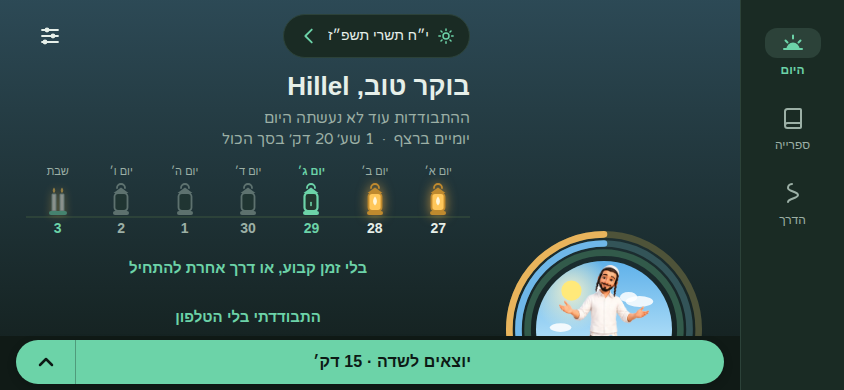 היום
ספרייה
הדרך
י״ח תשרי תשפ״ז
בוקר טוב, Hillel
ההתבודדות עוד לא נעשתה היום
יומיים ברצף · 1 שע׳ 20 דק׳ בסך הכול
יום א׳ יום ב׳ יום ג׳ יום ד׳ יום ה׳ יום ו׳ שבת
27 28 29 30 1 2 3
בלי זמן קבוע, או דרך אחרת להתחיל
התבודדתי בלי הטלפון
יוצאים לשדה · 15 דק׳